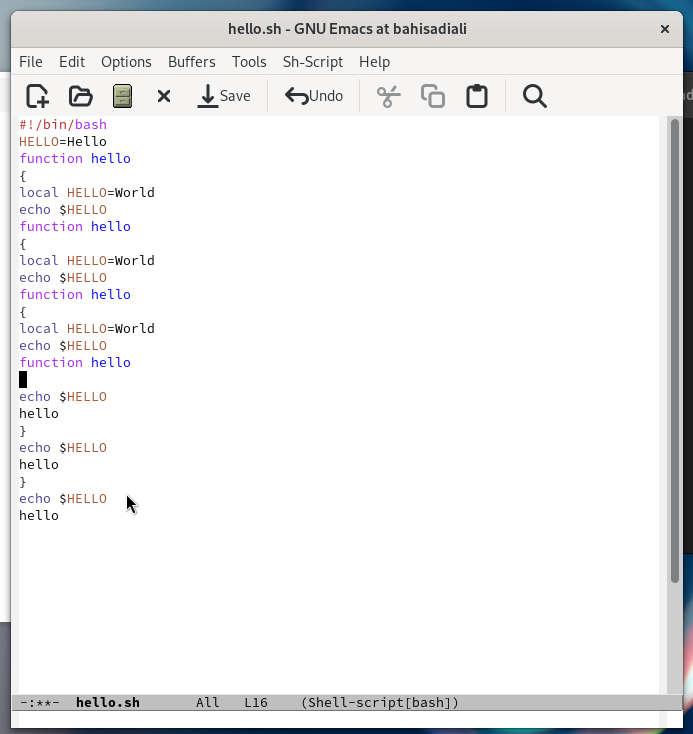 hello.sh - GNU Emacs at bahisadiali ×
File Edit Options Buffers Tools Sh-Script Help
Save Undo
#!/bin/bash
HELLO=Hello
function hello
{
local HELLO=World
echo $HELLO
function hello
{
local HELLO=World
echo $HELLO
function hello
{
local HELLO=World
echo $HELLO
function hello
echo $HELLO
hello
}
echo $HELLO
hello
}
echo $HELLO
hello
-:**- hello.sh All L16 (Shell-script[bash])